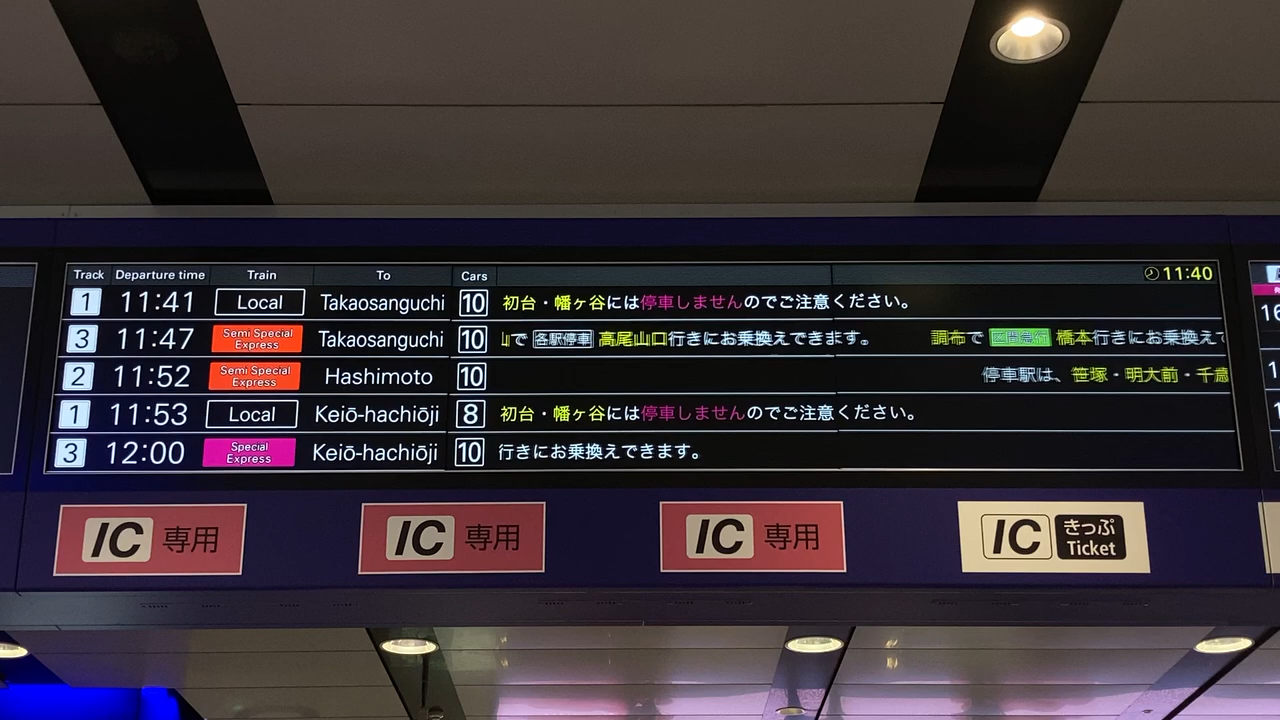 Track Departure time Train To Cars 11:40
1 11:41 Local Takaosanguchi 10 初台・幡ヶ谷には停車しませんのでご注意ください。
3 11:47 Semi Special Express Takaosanguchi 10 で 各駅停車 高尾山口行きにお乗換えできます。 調布で 区間急行 橋本行きにお乗換えて
2 11:52 Semi Special Express Hashimoto 10 停車駅は、笹塚・明大前・千歳
1 11:53 Local Keiō-hachiōji 8 初台・幡ヶ谷には停車しませんのでご注意ください。
3 12:00 Special Express Keiō-hachiōji 10 行きにお乗換えできます。
IC 専用 IC 専用 IC 専用 IC きっぷ Ticket